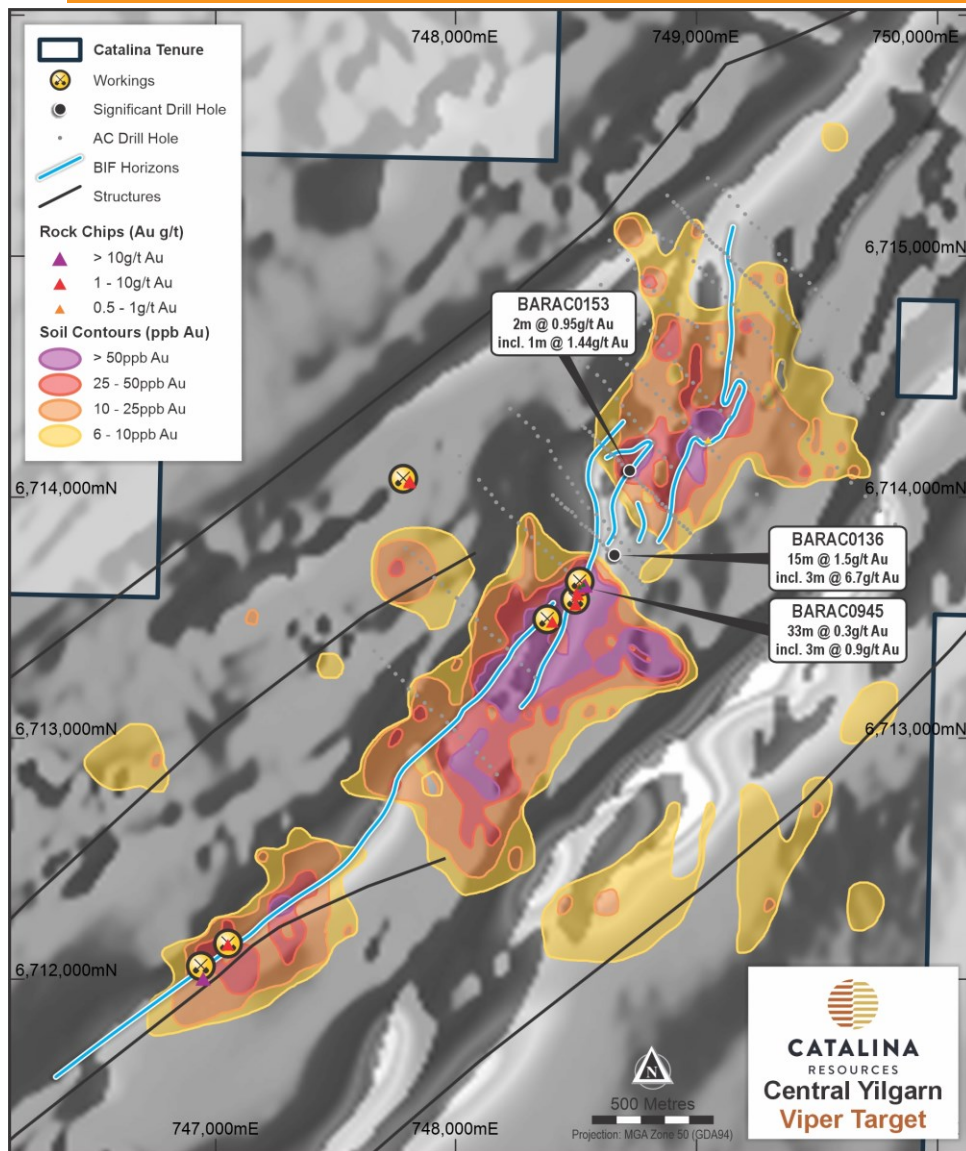 748,000mE
749,000mE
750,000mE
Catalina Tenure
Workings
Significant Drill Hole
AC Drill Hole
BIF Horizons
Structures
Rock Chips (Au g/t)
> 10g/t Au
1 - 10g/t Au
0.5 - 1g/t Au
Soil Contours (ppb Au)
> 50ppb Au
25 - 50ppb Au
10 - 25ppb Au
6 - 10ppb Au
6,715,000mN
BARAC0153
2m @ 0.95g/t Au
incl. 1m @ 1.44g/t Au
6,714,000mN
6,714,000mN
BARAC0136
15m @ 1.5g/t Au
incl. 3m @ 6.7g/t Au
BARAC0945
33m @ 0.3g/t Au
incl. 3m @ 0.9g/t Au
6,713,000mN
6,713,000mN
6,712,000mN
N
500 Metres
Projection: MGA Zone 50 (GDA94)
747,000mE
748,000mE
CATALINA
RESOURCES
Central Yilgarn
Viper Target